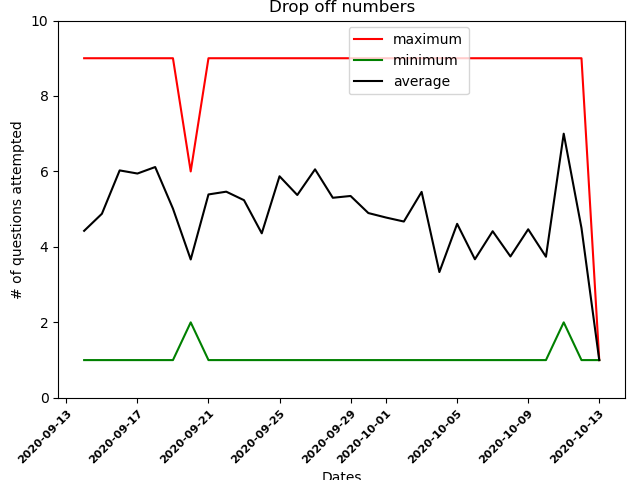 Drop off numbers
maximum
minimum
average
# of questions attempted
10
8
6
4
2
0
2020-09-13
2020-09-17
2020-09-21
2020-09-25
2020-09-29
2020-10-01
2020-10-05
2020-10-09
2020-10-13
Dates